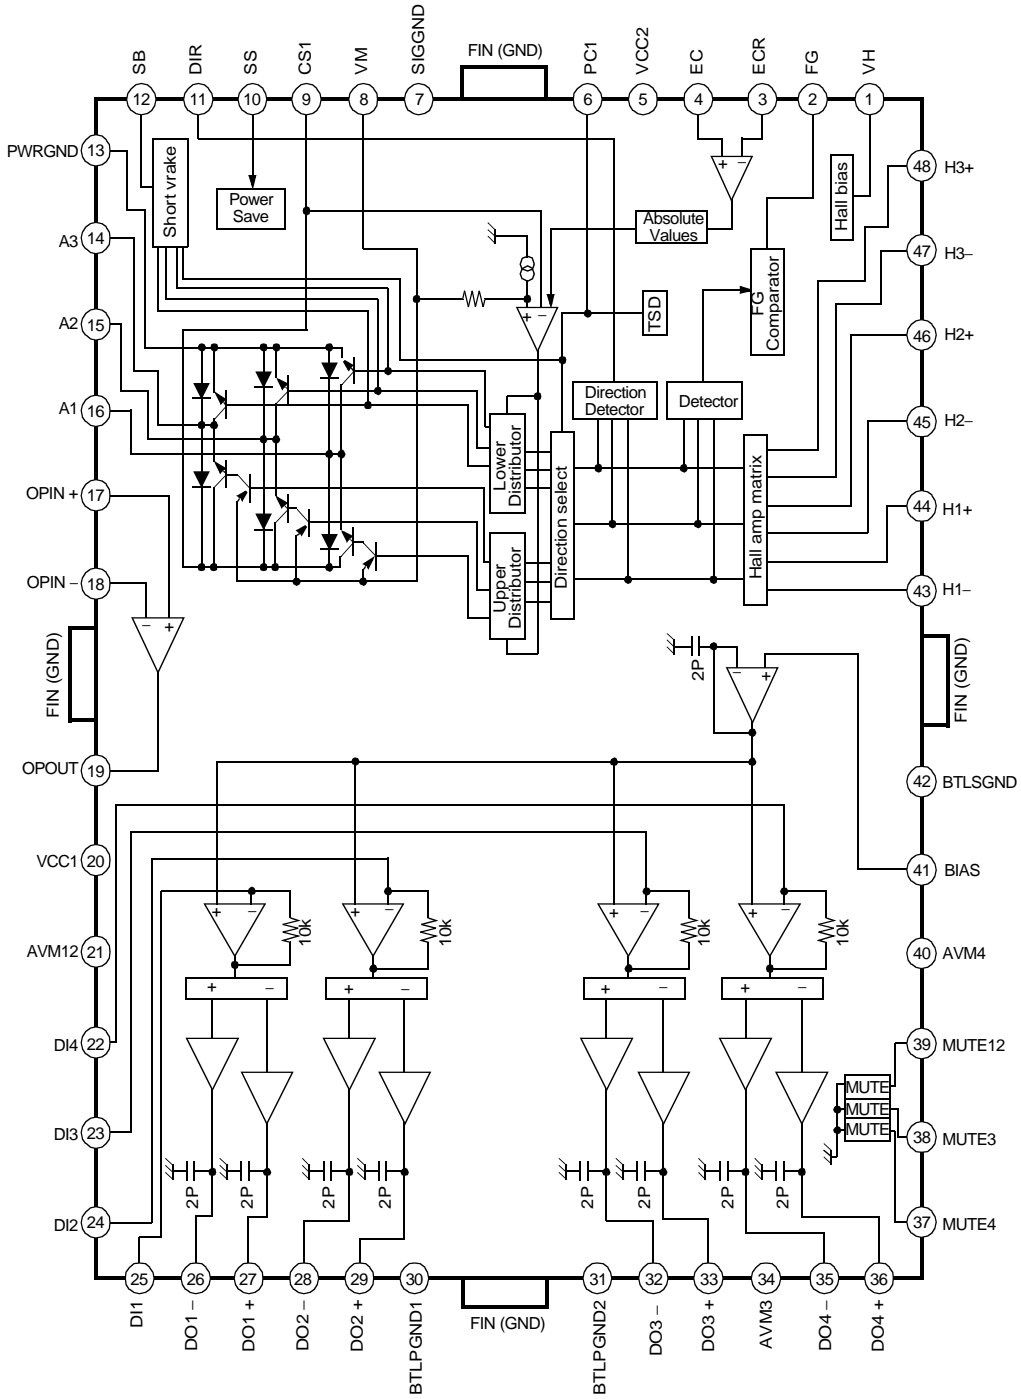 SB
DIR
SS
CS1
VM
SIGGND
FIN (GND)
PC1
VCC2
EC
ECR
FG
VH
12
11
10
9
8
7
6
5
4
3
2
1
PWRGND 13
A3 14
A2 15
A1 16
OPIN + 17
OPIN − 18
FIN (GND)
OPOUT 19
VCC1 20
AVM12 21
DI4 22
DI3 23
DI2 24
48 H3+
47 H3−
46 H2+
45 H2−
44 H1+
43 H1−
FIN (GND)
42 BTLSGND
41 BIAS
40 AVM4
39 MUTE12
38 MUTE3
37 MUTE4
Short vrake
Power
Save
Absolute
Values
+ −
Hall bias
FG
Comparator
TSD
+ −
Direction
Detector
Detector
Lower
Distributor
Upper
Distributor
Direction select
Hall amp matrix
− +
2P
− +
+ −
10k
+ −
10k
+ −
10k
+ −
10k
+ −
+ −
+ −
+ −
MUTE
MUTE
MUTE
2P
2P
2P
2P
2P
2P
2P
2P
25
26
27
28
29
30
31
32
33
34
35
36
DI1
DO1 −
DO1 +
DO2 −
DO2 +
BTLPGND1
FIN (GND)
BTLPGND2
DO3 −
DO3 +
AVM3
DO4 −
DO4 +